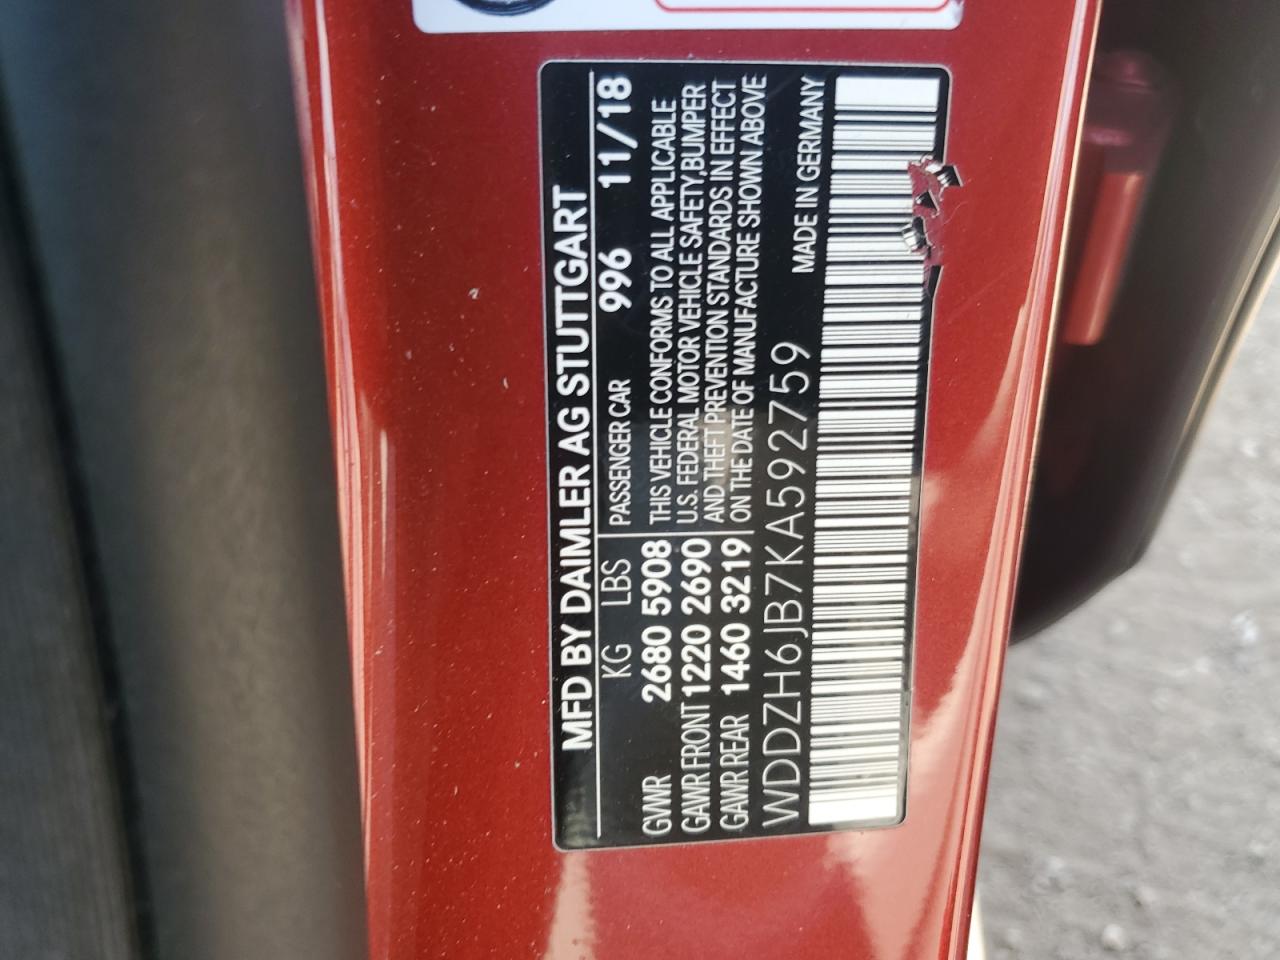 MFD BY DAIMLER AG STUTTGART
KG LBS PASSENGER CAR 996 11/18
GVWR 2680 5908 THIS VEHICLE CONFORMS TO ALL APPLICABLE
GAWR FRONT 1220 2690 U.S. FEDERAL MOTOR VEHICLE SAFETY,BUMPER
AND THEFT PREVENTION STANDARDS IN EFFECT
GAWR REAR 1460 3219 ON THE DATE OF MANUFACTURE SHOWN ABOVE
WDDZH6JB7KA592759 MADE IN GERMANY